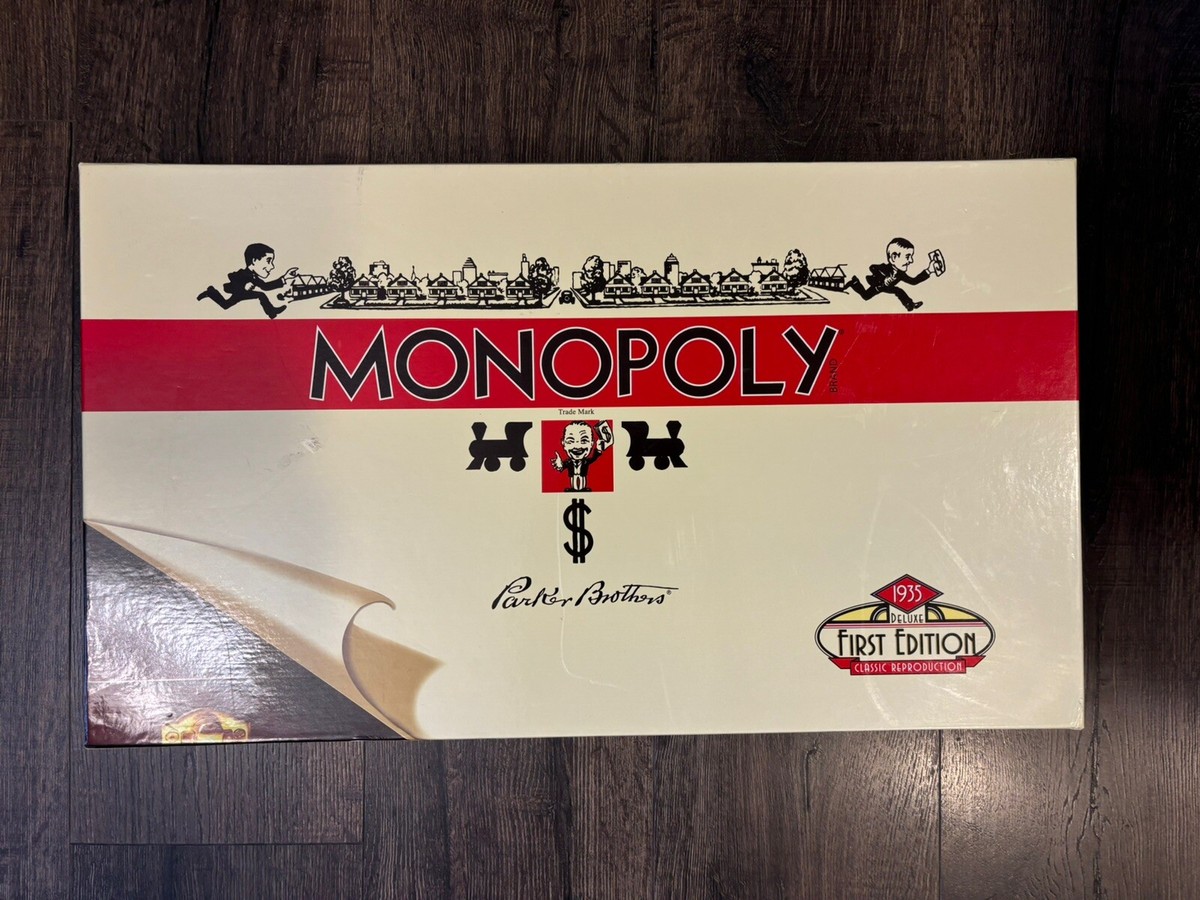 MONOPOLY®
BRAND
Trade Mark
$
Parker Brothers®
1935
DELUXE
FIRST EDITION
CLASSIC REPRODUCTION